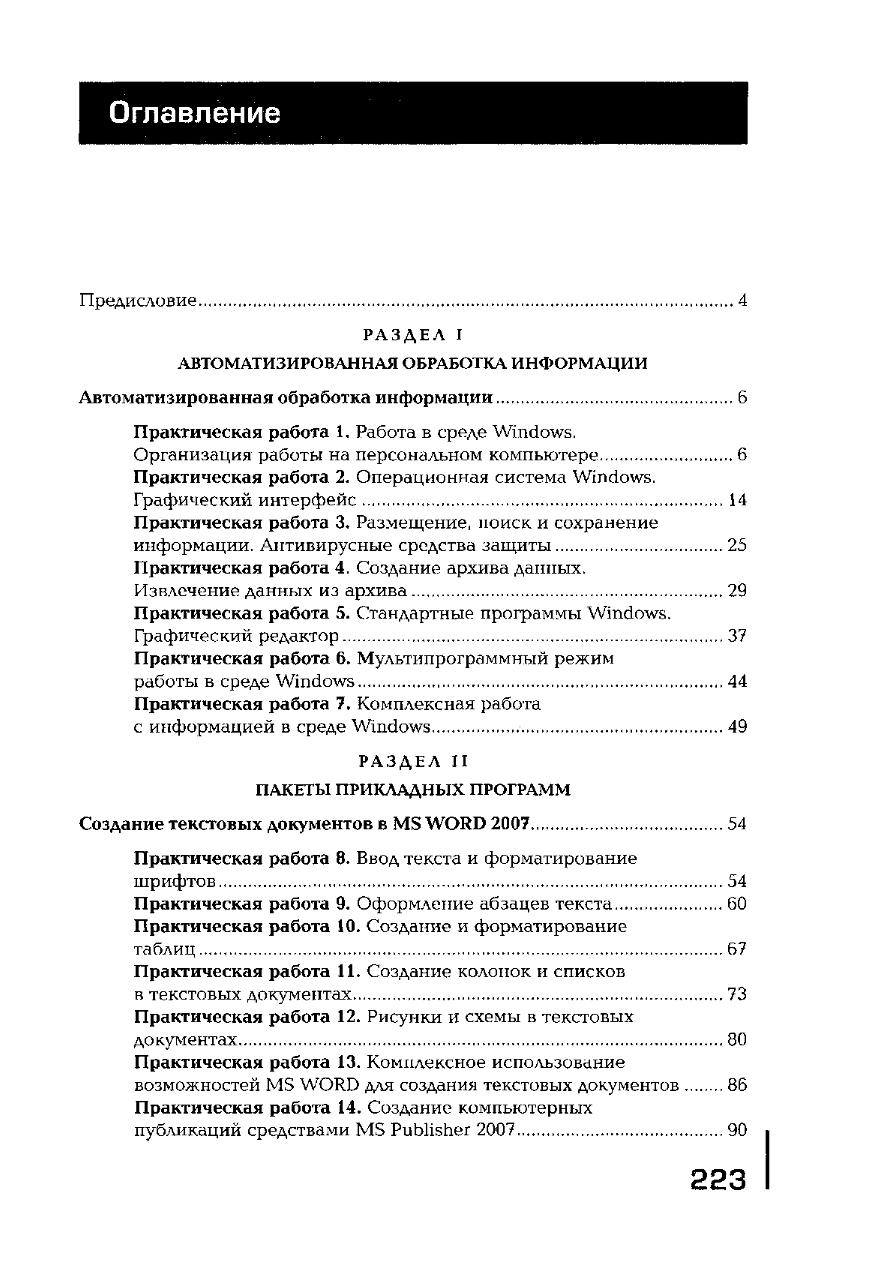 Оглавление
Предисловие........4
РАЗДЕЛ I
АВТОМАТИЗИРОВАННАЯ ОБРАБОТКА ИНФОРМАЦИИ
Автоматизированная обработка информации........6
Практическая работа 1. Работа в среде Windows.
Организация работы на персональном компьютере........6
Практическая работа 2. Операционная система Windows.
Графический интерфейс........14
Практическая работа 3. Размещение, поиск и сохранение
информации. Антивирусные средства защиты........25
Практическая работа 4. Создание архива данных.
Извлечение данных из архива........29
Практическая работа 5. Стандартные программы Windows.
Графический редактор........37
Практическая работа 6. Мультипрограммный режим
работы в среде Windows........44
Практическая работа 7. Комплексная работа
с информацией в среде Windows........49
РАЗДЕЛ II
ПАКЕТЫ ПРИКЛАДНЫХ ПРОГРАММ
Создание текстовых документов в MS WORD 2007........54
Практическая работа 8. Ввод текста и форматирование
шрифтов........54
Практическая работа 9. Оформление абзацев текста........60
Практическая работа 10. Создание и форматирование
таблиц........67
Практическая работа 11. Создание колонок и списков
в текстовых документах........73
Практическая работа 12. Рисунки и схемы в текстовых
документах........80
Практическая работа 13. Комплексное использование
возможностей MS WORD для создания текстовых документов........86
Практическая работа 14. Создание компьютерных
публикаций средствами MS Publisher 2007........90
223